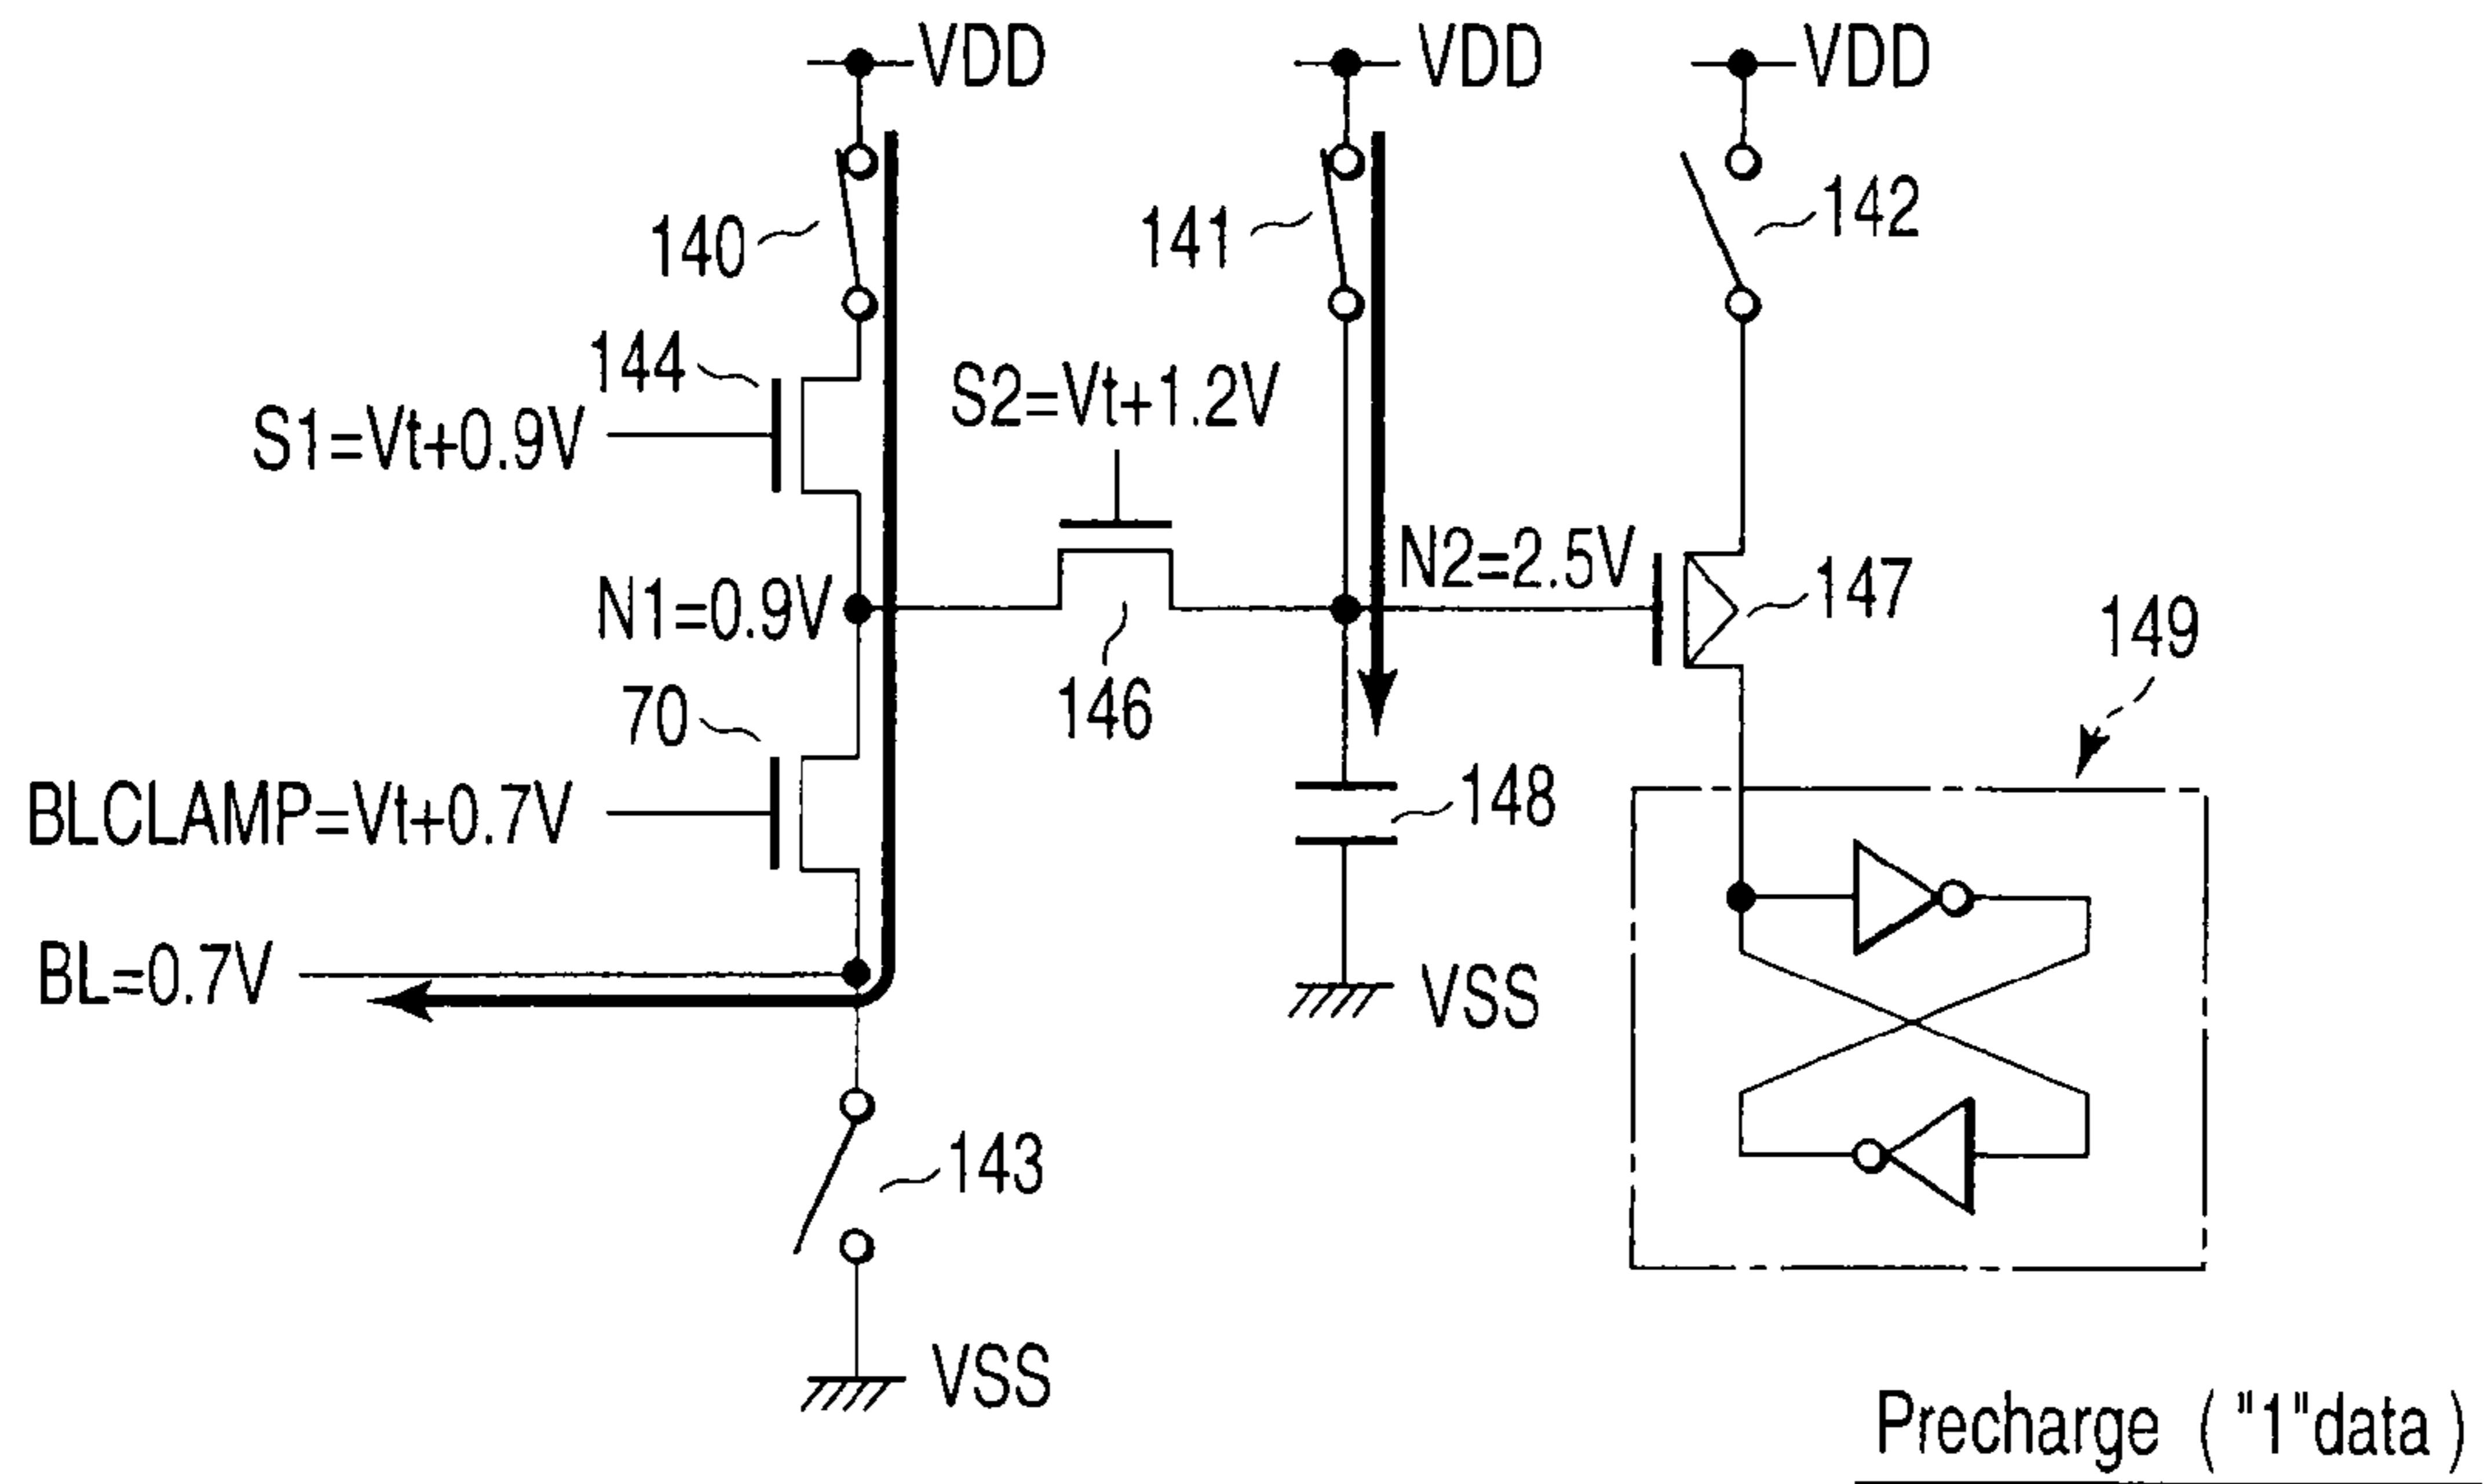 VDD
VDD
VDD
140
141
142
144
S1=Vt+0.9V
S2=Vt+1.2V
N1=0.9V
N2=2.5V
147
149
70
146
BLCLAMP=Vt+0.7V
148
BL=0.7V
VSS
143
VSS
Precharge ("1"data)